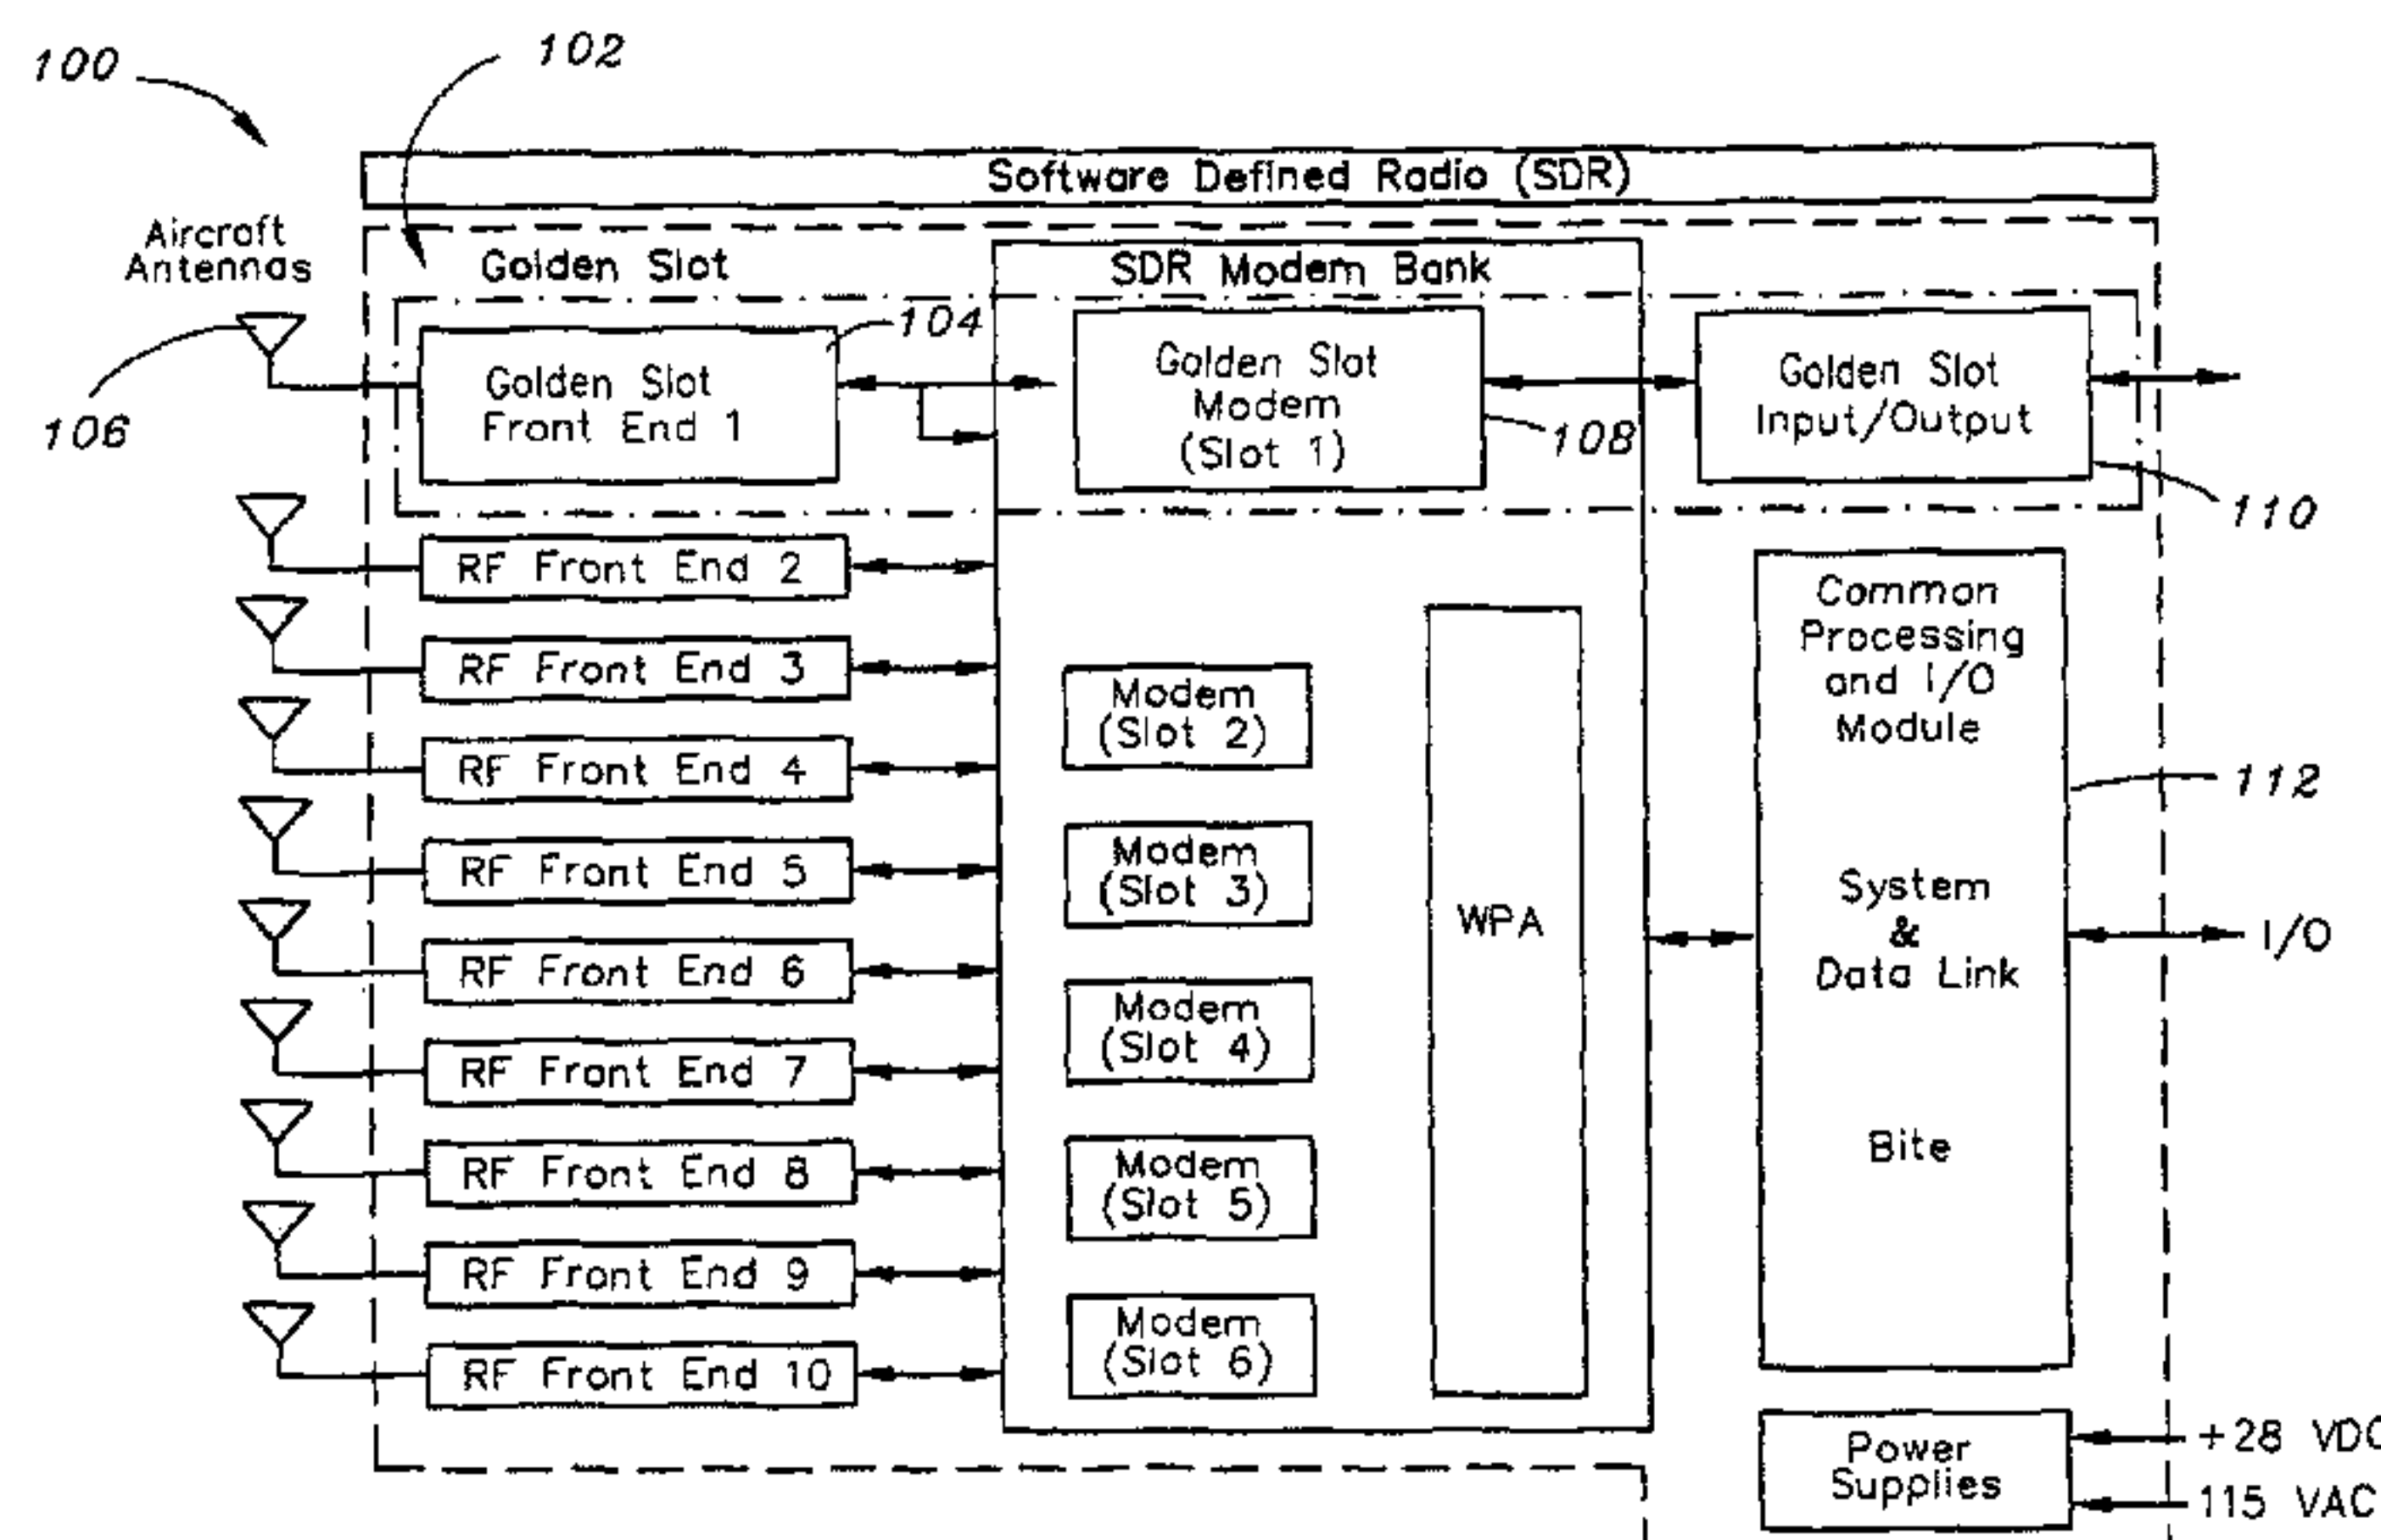 100
102
Software Defined Radio (SDR)
Aircraft
Antennas
Golden Slot
SDR Modem Bank
104
106
Golden Slot
Front End 1
Golden Slot
Modem
(Slot 1)
108
Golden Slot
Input/Output
110
RF Front End 2
RF Front End 3
RF Front End 4
RF Front End 5
RF Front End 6
RF Front End 7
RF Front End 8
RF Front End 9
RF Front End 10
Modem
(Slot 2)
Modem
(Slot 3)
Modem
(Slot 4)
Modem
(Slot 5)
Modem
(Slot 6)
WPA
Common
Processing
and I/O
Module
System
&
Data Link
Bite
112
I/O
Power
Supplies
+28 VDC
115 VAC